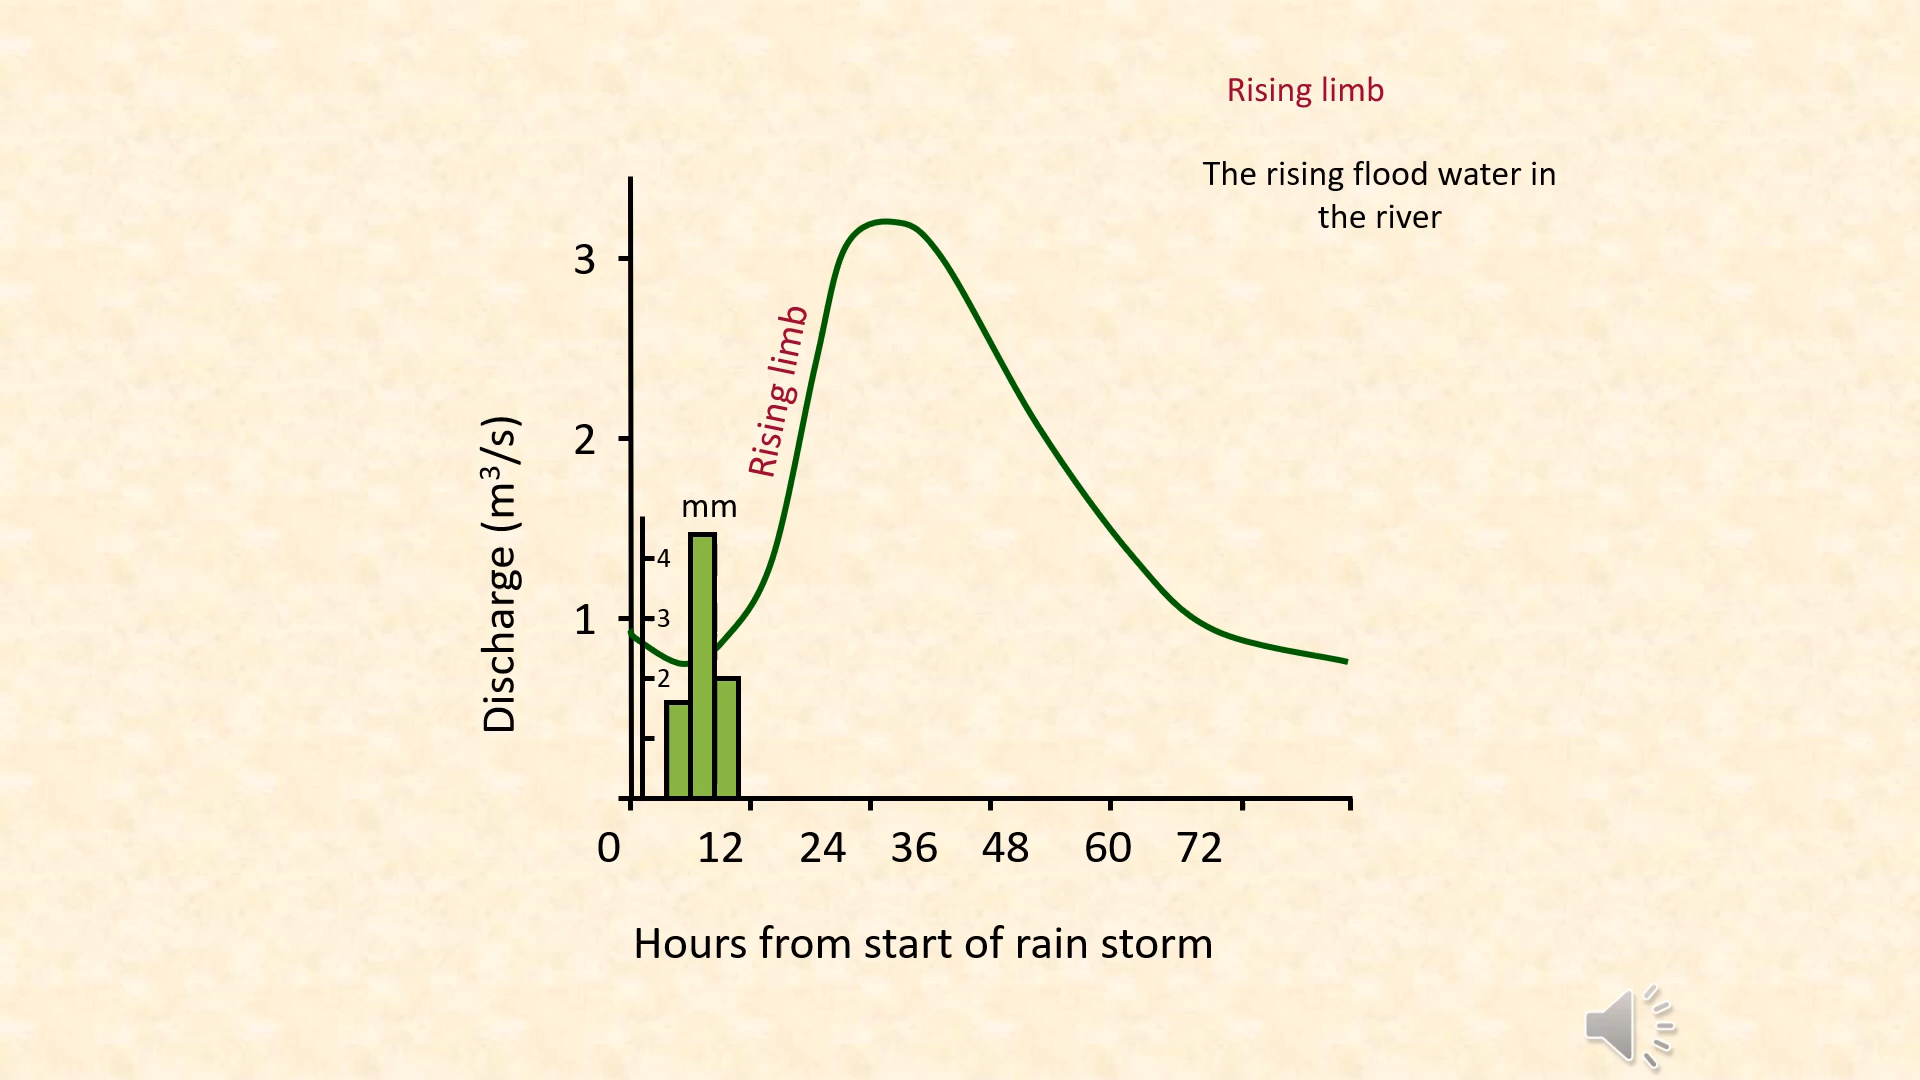 Rising limb
The rising flood water in
the river
3
2
1
Discharge (m³/s)
Rising limb
mm
4
3
2
0 12 24 36 48 60 72
Hours from start of rain storm